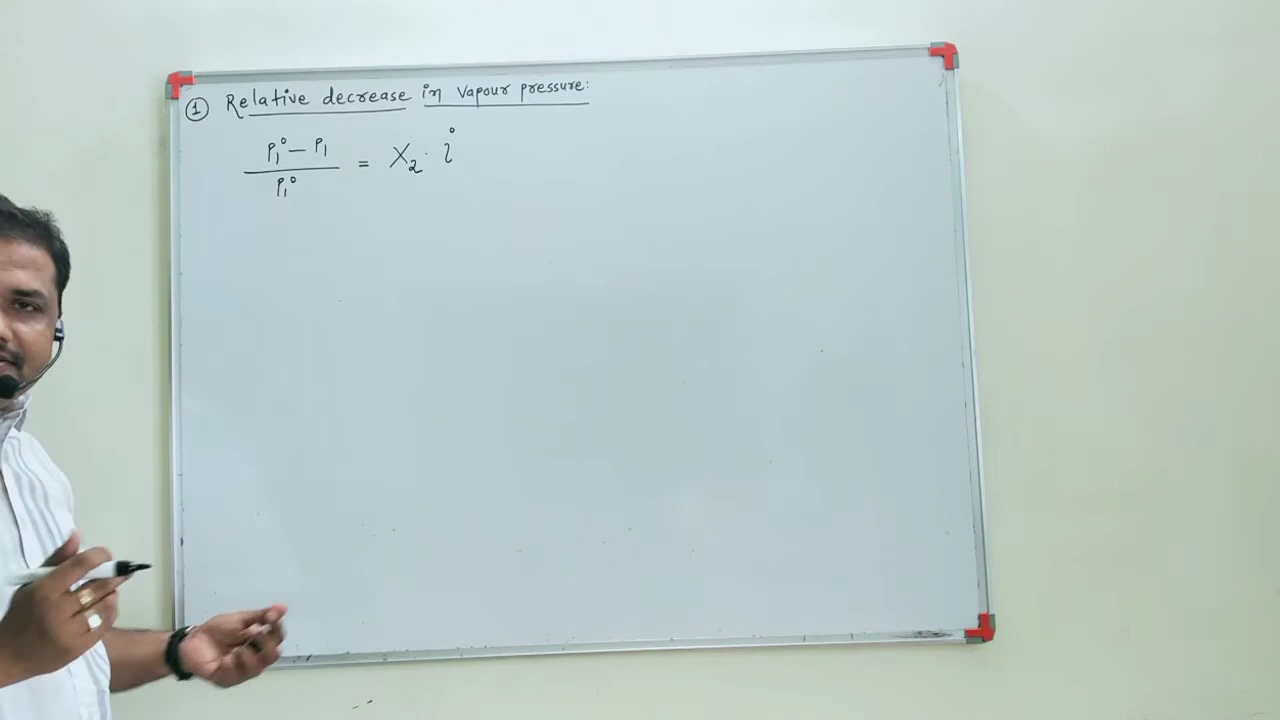 ① Relative decrease in vapour pressure:
P₁° – P₁ / P₁° = X₂ . i